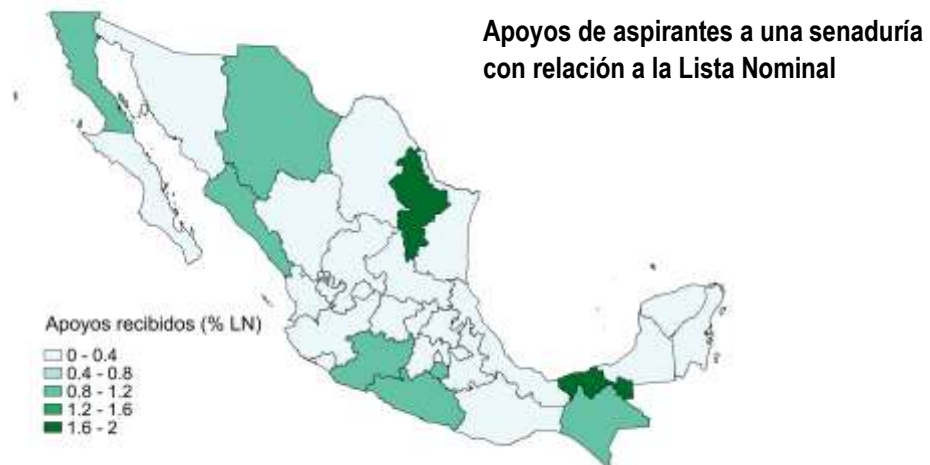 Apoyos de aspirantes a una senaduría
con relación a la Lista Nominal
Apoyos recibidos (% LN)
0 - 0.4
0.4 - 0.8
0.8 - 1.2
1.2 - 1.6
1.6 - 2